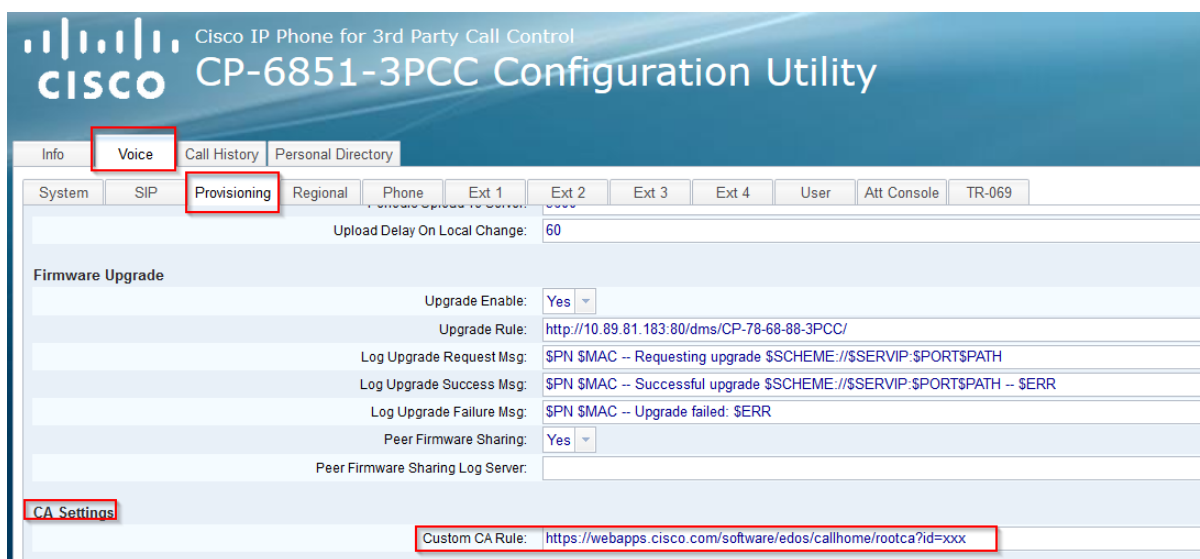 Cisco IP Phone for 3rd Party Call Control
CISCO CP-6851-3PCC Configuration Utility
Info Voice Call History Personal Directory
System SIP Provisioning Regional Phone Ext 1 Ext 2 Ext 3 Ext 4 User Att Console TR-069
Upload Delay On Local Change: 60
Firmware Upgrade
Upgrade Enable: Yes
Upgrade Rule: http://10.89.81.183:80/dms/CP-78-68-88-3PCC/
Log Upgrade Request Msg: $PN $MAC -- Requesting upgrade $SCHEME://$SERVIP:$PORT$PATH
Log Upgrade Success Msg: $PN $MAC -- Successful upgrade $SCHEME://$SERVIP:$PORT$PATH -- $ERR
Log Upgrade Failure Msg: $PN $MAC -- Upgrade failed: $ERR
Peer Firmware Sharing: Yes
Peer Firmware Sharing Log Server:
CA Settings
Custom CA Rule: https://webapps.cisco.com/software/edos/callhome/rootca?id=xxx